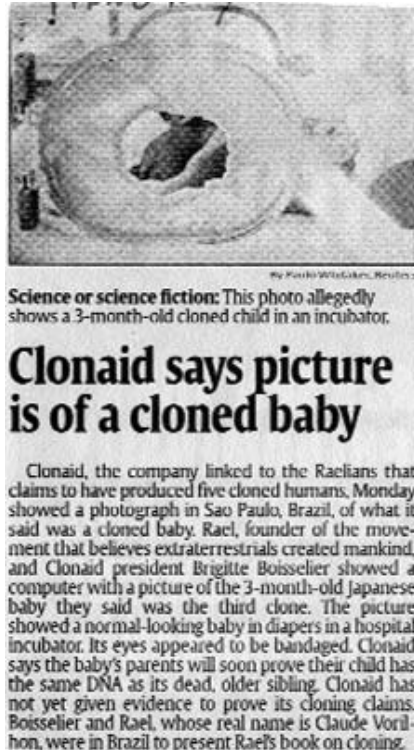 By Paulo Whitaker, Reuters
Science or science fiction: This photo allegedly
shows a 3-month-old cloned child in an incubator.
Clonaid says picture
is of a cloned baby
Clonaid, the company linked to the Raelians that
claims to have produced five cloned humans, Monday
showed a photograph in Sao Paulo, Brazil, of what it
said was a cloned baby. Rael, founder of the move-
ment that believes extraterrestrials created mankind,
and Clonaid president Brigitte Boisselier showed a
computer with a picture of the 3-month-old Japanese
baby they said was the third clone. The picture
showed a normal-looking baby in diapers in a hospital
incubator. Its eyes appeared to be bandaged. Clonaid
says the baby's parents will soon prove their child has
the same DNA as its dead, older sibling. Clonaid has
not yet given evidence to prove its cloning claims.
Boisselier and Rael, whose real name is Claude Voril-
hon, were in Brazil to present Rael's book on cloning